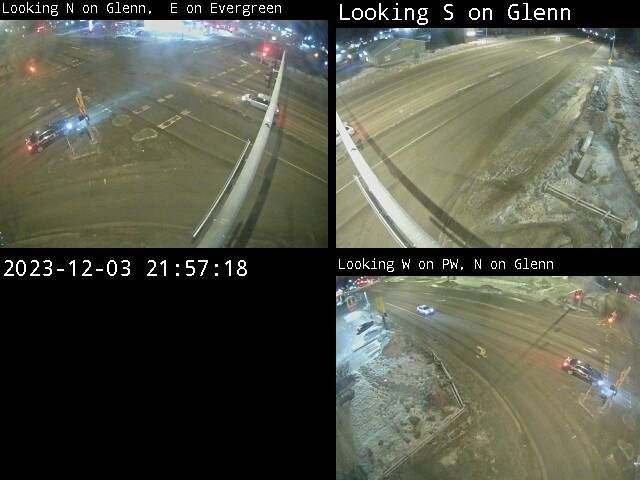 Looking N on Glenn, E on Evergreen
Looking S on Glenn
2023-12-03 21:57:18
Looking W on PW, N on Glenn